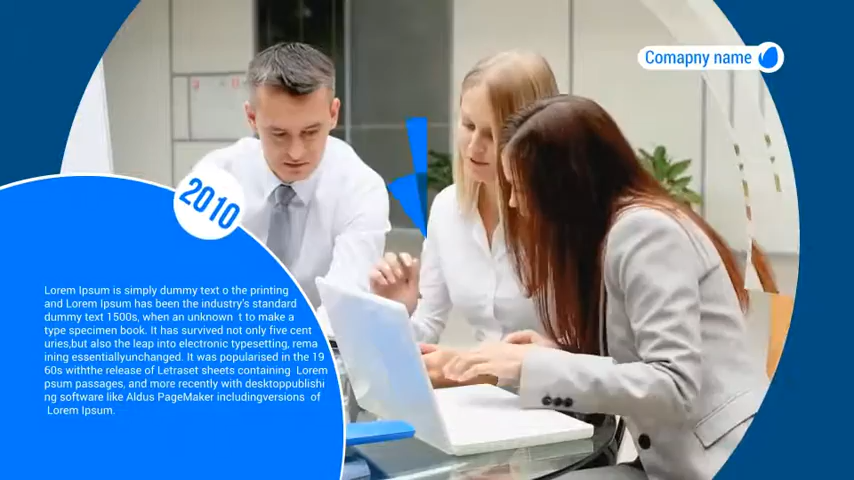 Comapny name
2010
Lorem Ipsum is simply dummy text o the printing
and Lorem Ipsum has been the industry's standard
dummy text 1500s, when an unknown t to make a
type specimen book. It has survived not only five cent
uries,but also the leap into electronic typesetting, rema
ining essentiallyunchanged. It was popularised in the 19
60s withthe release of Letraset sheets containing Lorem
psum passages, and more recently with desktoppublishi
ng software like Aldus PageMaker includingversions of
Lorem Ipsum.